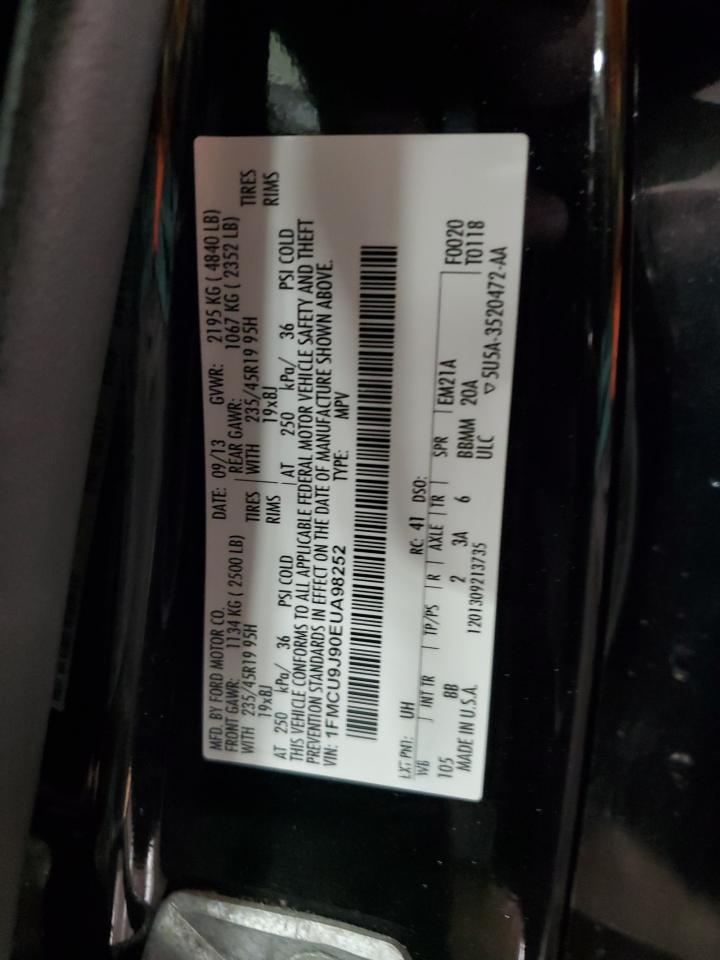 MFD. BY FORD MOTOR CO.
DATE: 09/13 GVWR: 2195 KG ( 4840 LB)
FRONT GAWR: 1134 KG ( 2500 LB) REAR GAWR: 1067 KG ( 2352 LB)
WITH 235/45R19 95H TIRES WITH 235/45R19 95H TIRES
19x8J RIMS 19x8J RIMS
AT 250 kPa/ 36 PSI COLD AT 250 kPa/ 36 PSI COLD
THIS VEHICLE CONFORMS TO ALL APPLICABLE FEDERAL MOTOR VEHICLE SAFETY AND THEFT
PREVENTION STANDARDS IN EFFECT ON THE DATE OF MANUFACTURE SHOWN ABOVE.
VIN: 1FMCU9J90EUA98252 TYPE: MPV
EXT PNT: UH RC: 41 DSO: F0020
WB INT TR TP/PS R AXLE TR SPR T0118
105 BB 2 3A 6 BBMM EM21A
20A
MADE IN U.S.A. ULC
1201309213735 ▽5U5A-3520472-AA